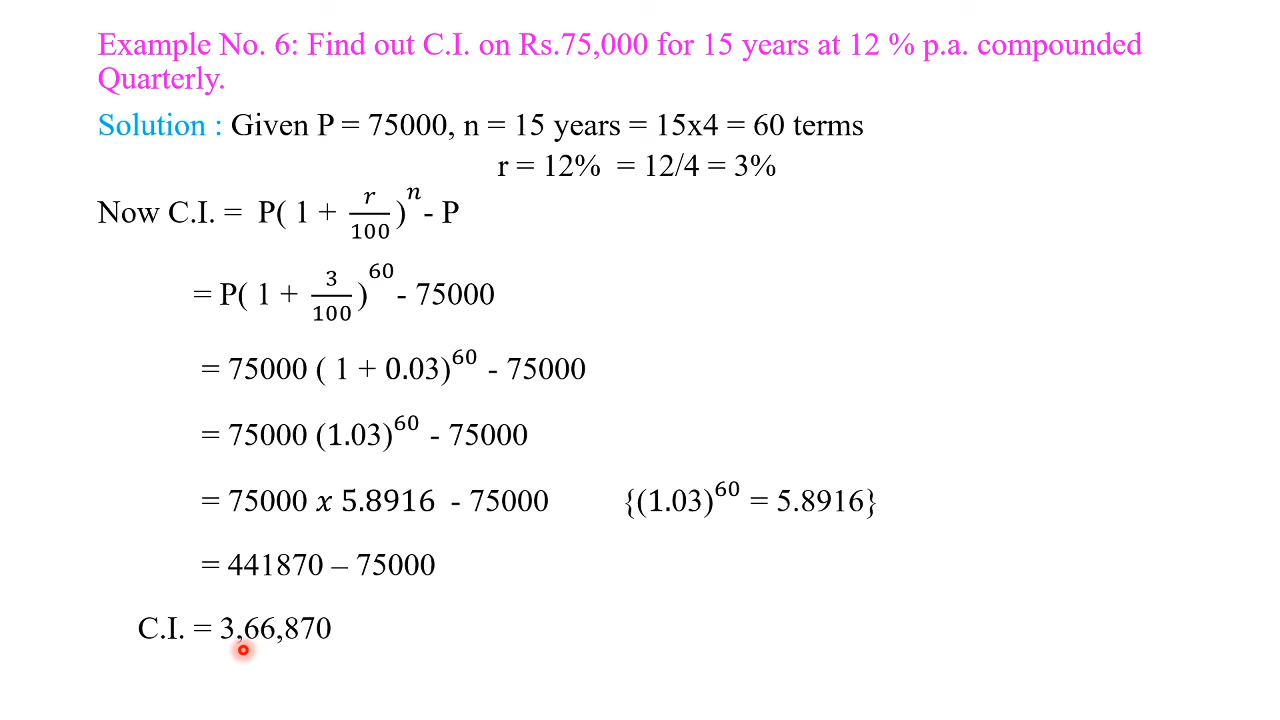 Example No. 6: Find out C.I. on Rs.75,000 for 15 years at 12 % p.a. compounded
Quarterly.
Solution : Given P = 75000, n = 15 years = 15x4 = 60 terms
r = 12% = 12/4 = 3%
Now C.I. = P( 1 + r/100)^n - P
= P( 1 + 3/100)^60 - 75000
= 75000 ( 1 + 0.03)^60 - 75000
= 75000 (1.03)^60 - 75000
= 75000 x 5.8916 - 75000 {(1.03)^60 = 5.8916}
= 441870 – 75000
C.I. = 3,66,870